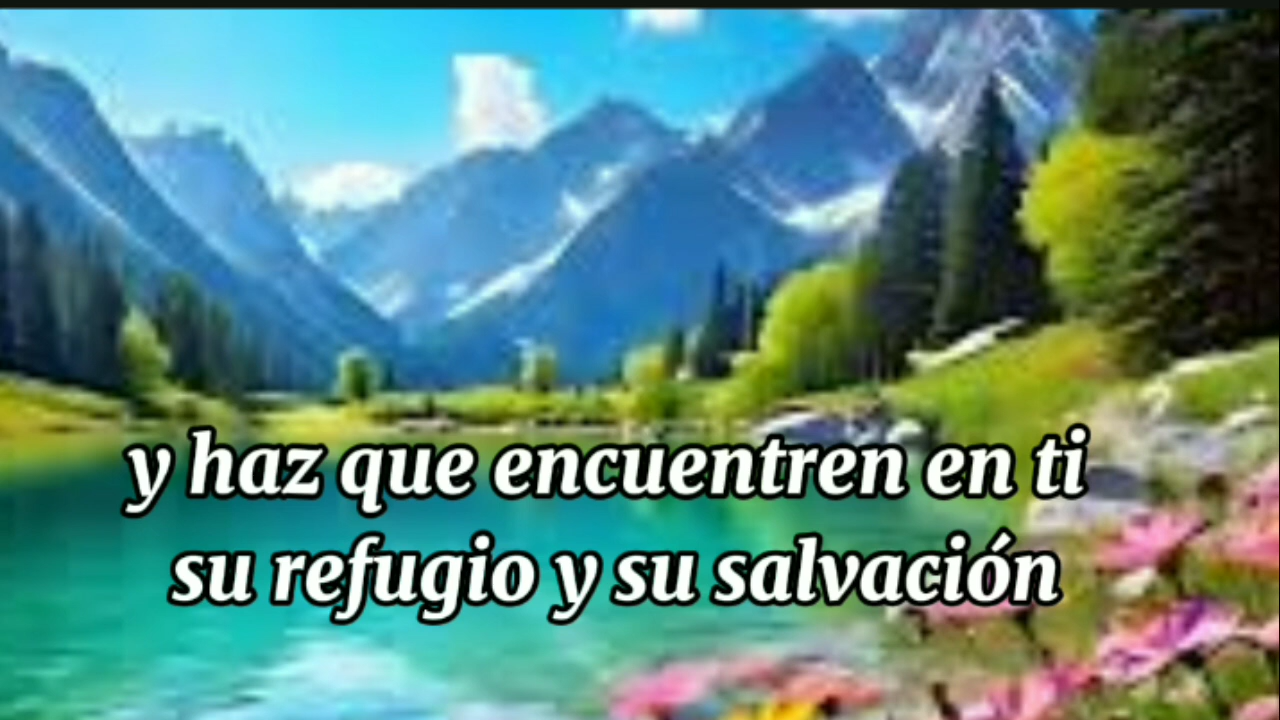 y haz que encuentren en ti
su refugio y su salvación